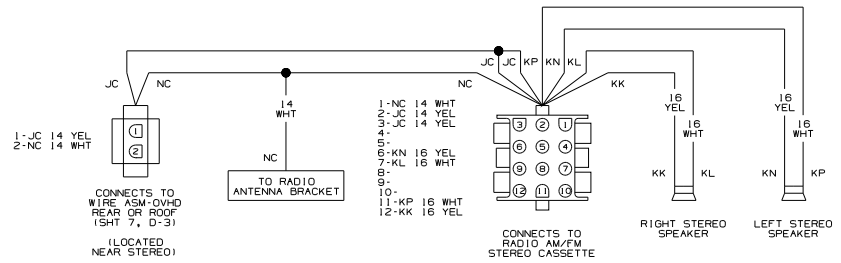 JC
NC
14
WHT
NC
TO RADIO
ANTENNA BRACKET
1-JC 14 YEL
2-NC 14 WHT
1
2
CONNECTS TO
WIRE ASM-OVHD
REAR OR ROOF
(SHT 7, D-3)
(LOCATED
NEAR STEREO)
NC
JC
JC
KP
KN
KL
KK
1-NC 14 WHT
2-JC 14 YEL
3-JC 14 YEL
4-
5-
6-KN 16 YEL
7-KL 16 WHT
8-
9-
10-
11-KP 16 WHT
12-KK 16 YEL
3 2 1
6 5 4
9 8 7
12 11 10
CONNECTS TO
RADIO AM/FM
STEREO CASSETTE
16
YEL
16
WHT
KK
KL
RIGHT STEREO
SPEAKER
16
YEL
16
WHT
KN
KP
LEFT STEREO
SPEAKER